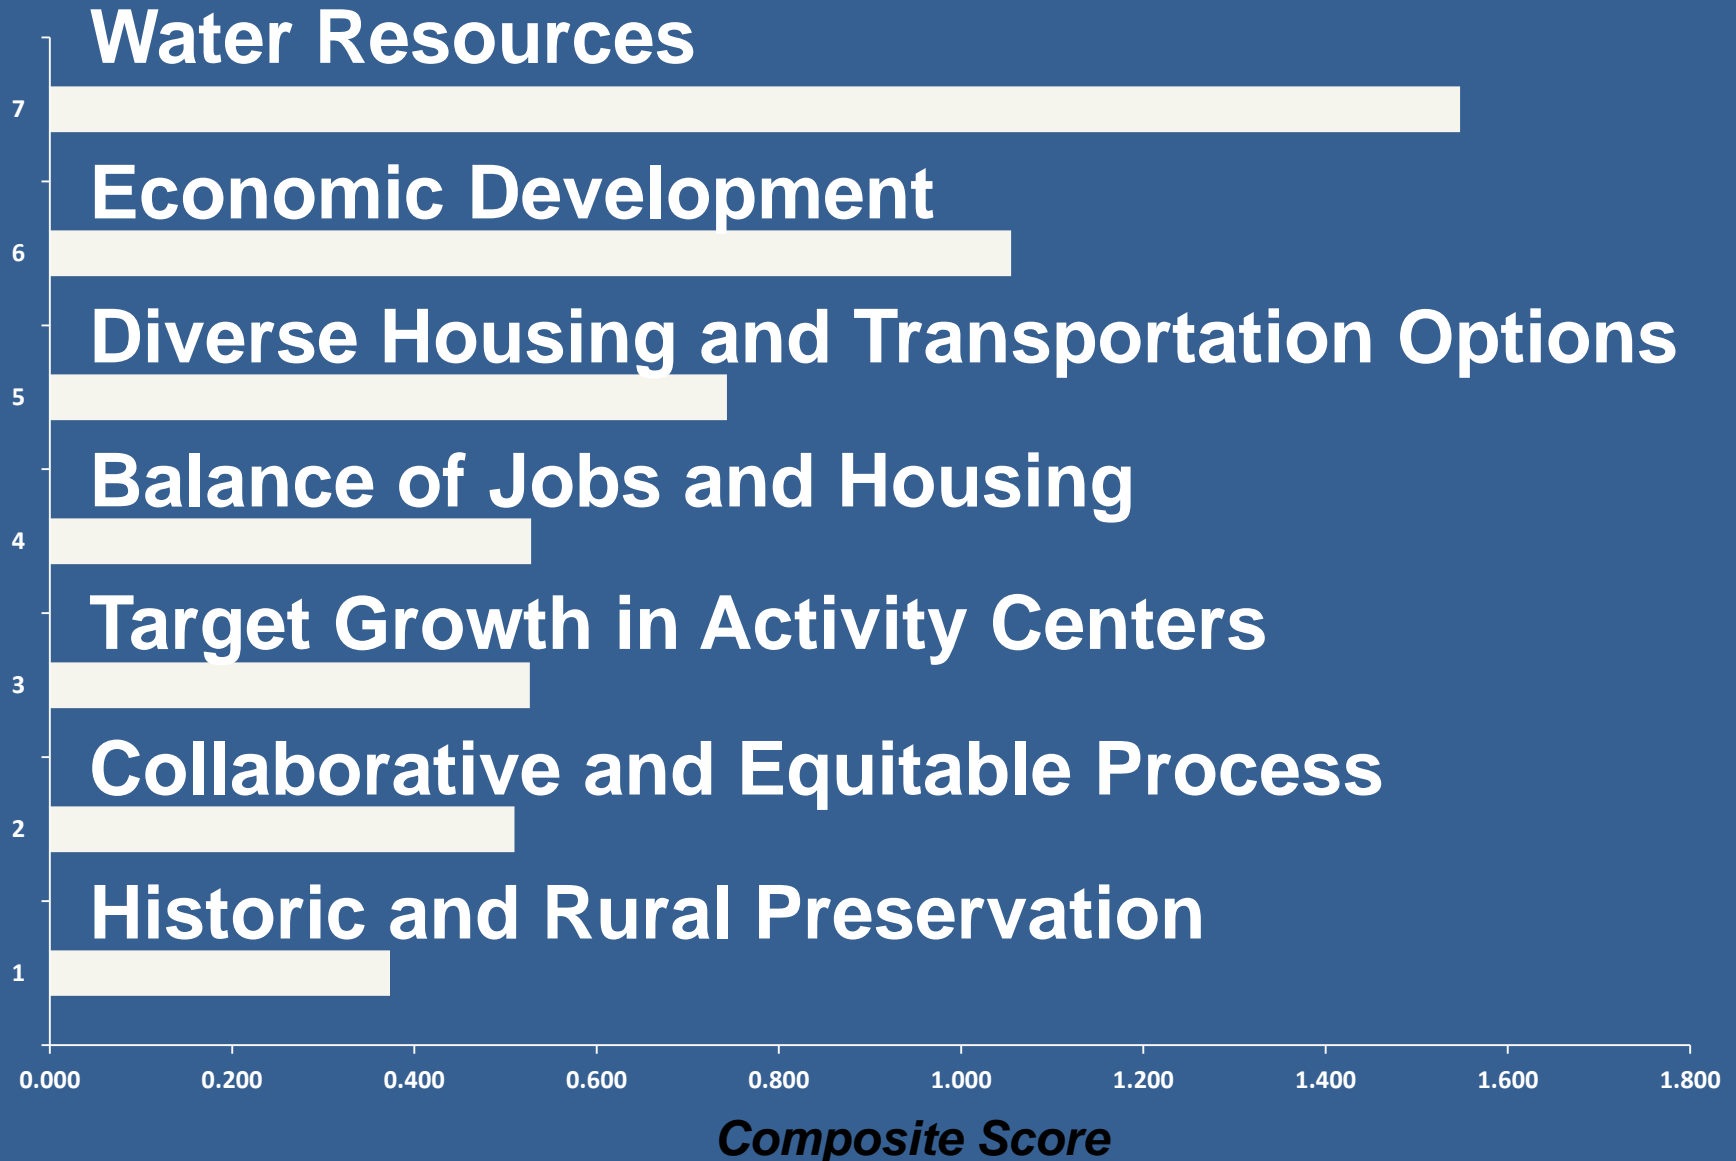 Water Resources
7
Economic Development
6
Diverse Housing and Transportation Options
5
Balance of Jobs and Housing
4
Target Growth in Activity Centers
3
Collaborative and Equitable Process
2
Historic and Rural Preservation
1
0.000 0.200 0.400 0.600 0.800 1.000 1.200 1.400 1.600 1.800
Composite Score